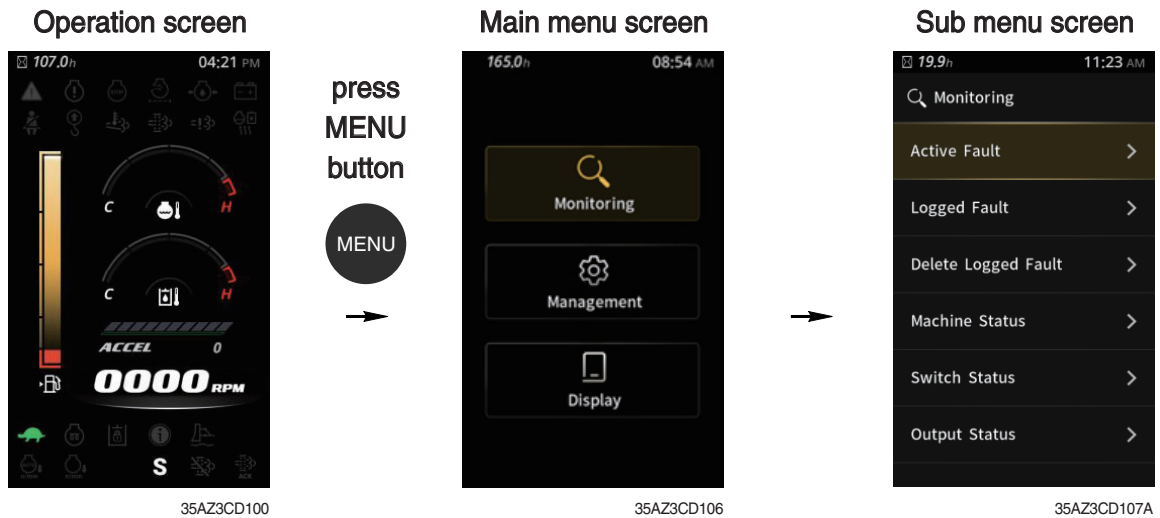 Operation screen
107.0h 04:21 PM
C H
C H
ACCEL 0
0000 RPM
S
ACK
35AZ3CD100
press
MENU
button
MENU
Main menu screen
165.0h 08:54 AM
Monitoring
Management
Display
35AZ3CD106
Sub menu screen
19.9h 11:23 AM
Monitoring
Active Fault
Logged Fault
Delete Logged Fault
Machine Status
Switch Status
Output Status
35AZ3CD107A